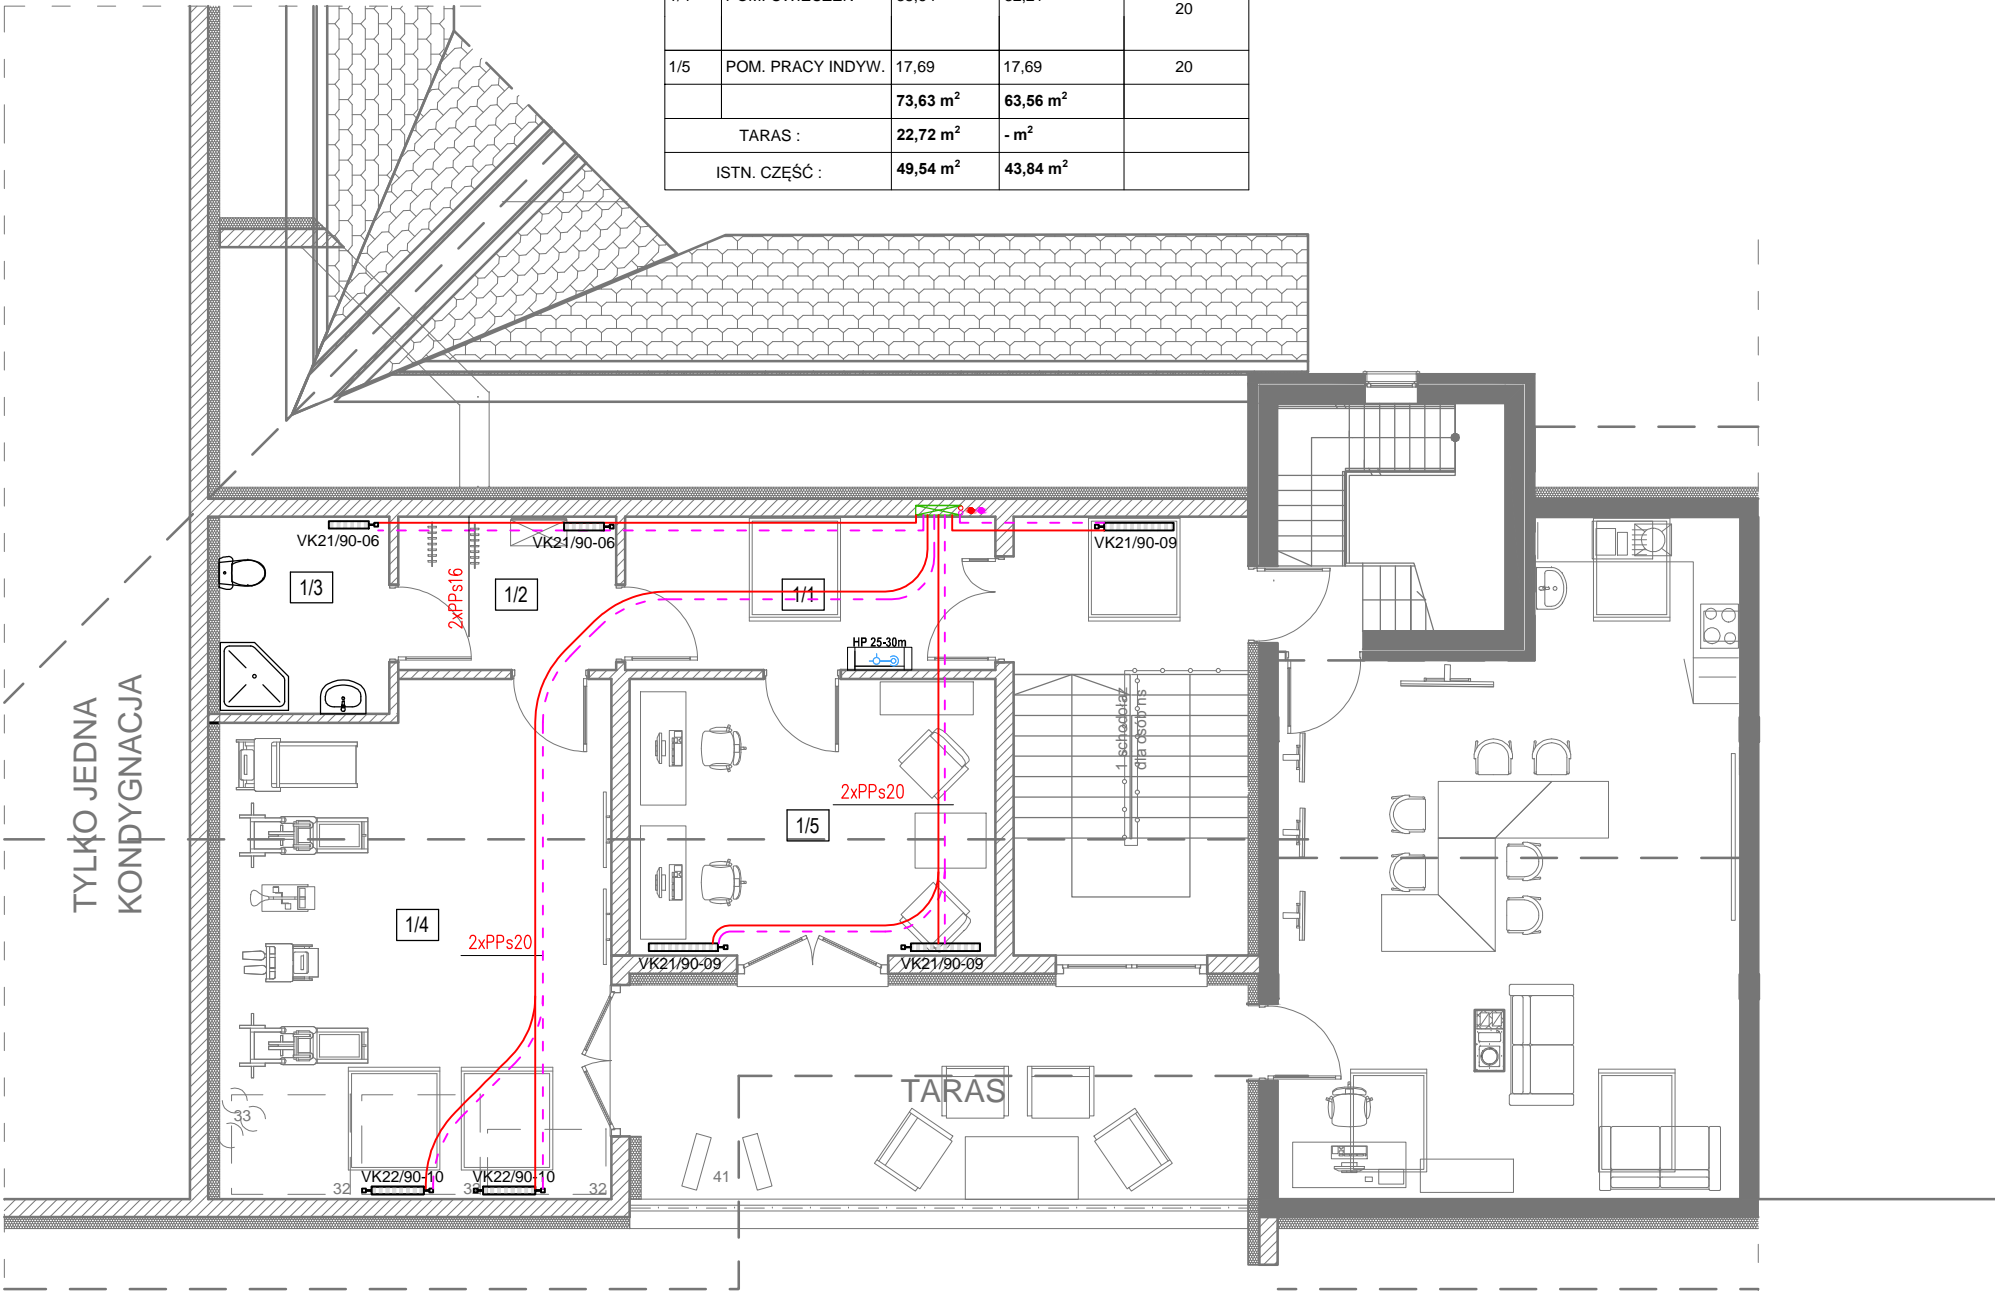 20
1/5 POM. PRACY INDYW. 17,69 17,69 20
73,63 m² 63,56 m²
TARAS : 22,72 m² - m²
ISTN. CZĘŚĆ : 49,54 m² 43,84 m²
VK21/90-06
VK21/90-06
VK21/90-09
1/3
2xPPs16
1/2
1/1
HP 25-30m
1 schodołaz
dla osób ns
TYLKO JEDNA
KONDYGNACJA
2xPPs20
1/5
1/4
2xPPs20
VK21/90-09
VK21/90-09
TARAS
33
VK22/90-10
VK22/90-10
32
32
41